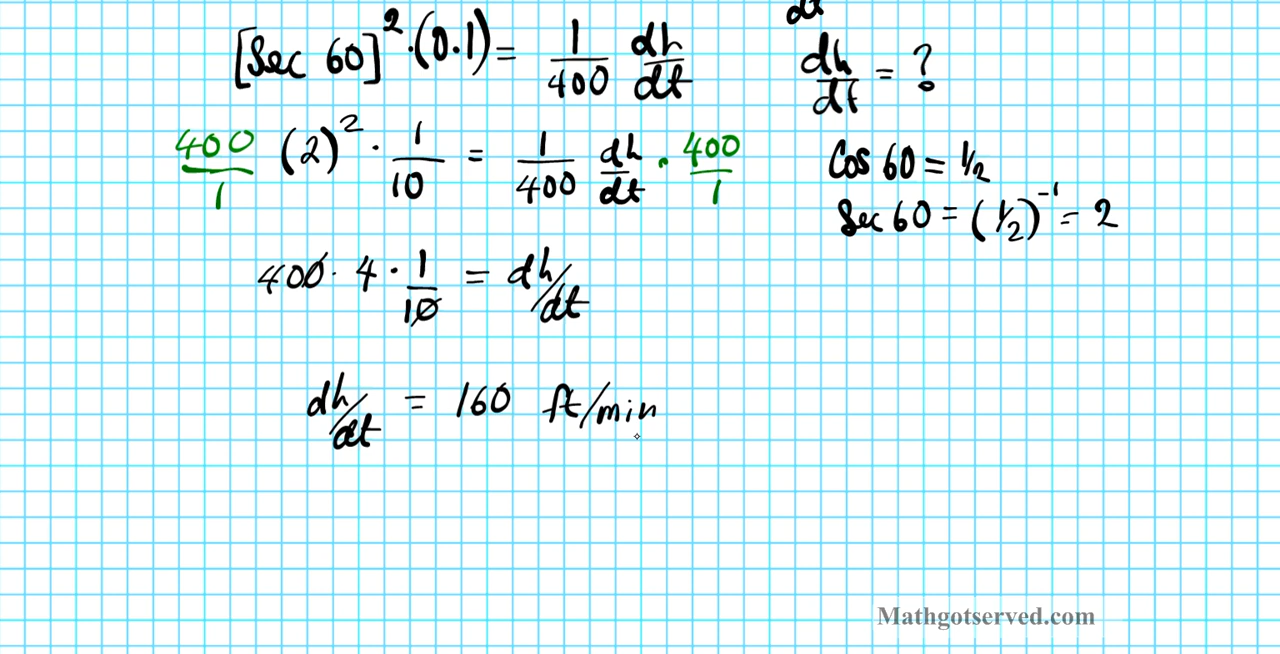 [Sec 60]² · (0.1) = 1/400 dh/dt
dt
dh/dt = ?
400/1 (2)² · 1/10 = 1/400 dh/dt · 400/1
Cos 60 = 1/2
Sec 60 = (1/2)⁻¹ = 2
400 · 4 · 1/10 = dh/dt
dh/dt = 160 ft/min
Mathgotserved.com